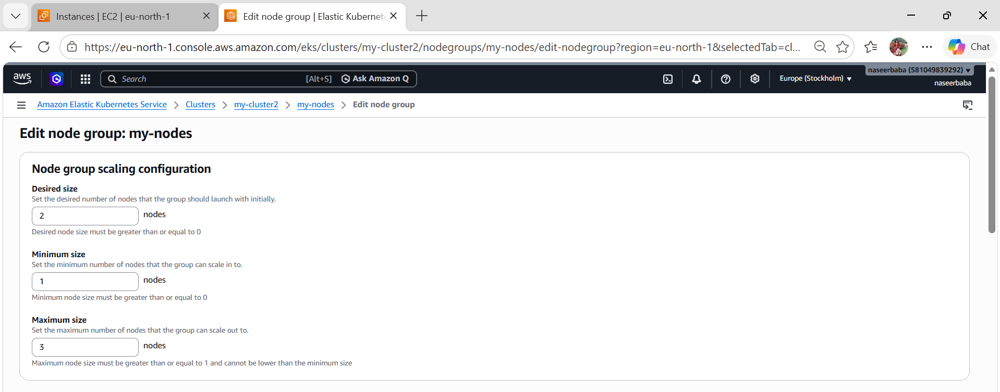 Instances | EC2 | eu-north-1
Edit node group | Elastic Kubernete
https://eu-north-1.console.aws.amazon.com/eks/clusters/my-cluster2/nodegroups/my-nodes/edit-nodegroup?region=eu-north-1&selectedTab=cl...
Chat
aws
Search
[Alt+S]
Ask Amazon Q
Europe (Stockholm)
naseerbaba (581049839292)
naseerbaba
Amazon Elastic Kubernetes Service
Clusters
my-cluster2
my-nodes
Edit node group
Edit node group: my-nodes
Node group scaling configuration
Desired size
Set the desired number of nodes that the group should launch with initially.
2 nodes
Desired node size must be greater than or equal to 0
Minimum size
Set the minimum number of nodes that the group can scale in to.
1 nodes
Minimum node size must be greater than or equal to 0
Maximum size
Set the maximum number of nodes that the group can scale out to.
3 nodes
Maximum node size must be greater than or equal to 1 and cannot be lower than the minimum size